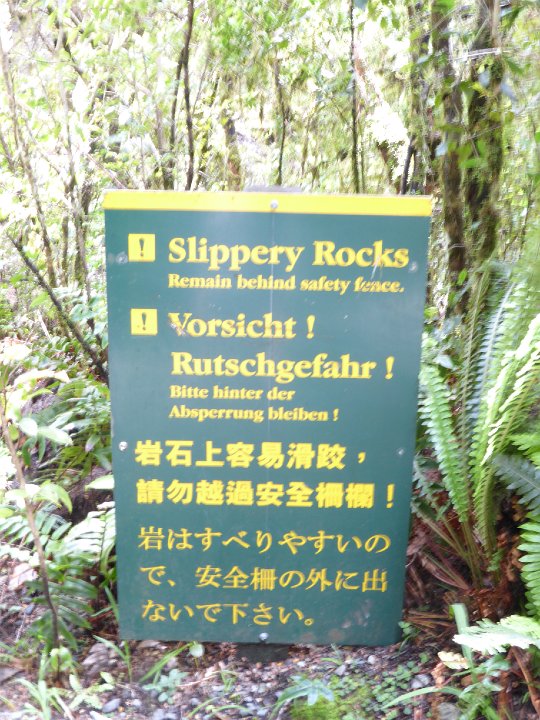 ! Slippery Rocks
Remain behind safety fence.
! Vorsicht !
Rutschgefahr !
Bitte hinter der
Absperrung bleiben !
岩石上容易滑跤，
請勿越過安全柵欄！
岩はすべりやすいの
で、安全柵の外に出
ないで下さい。